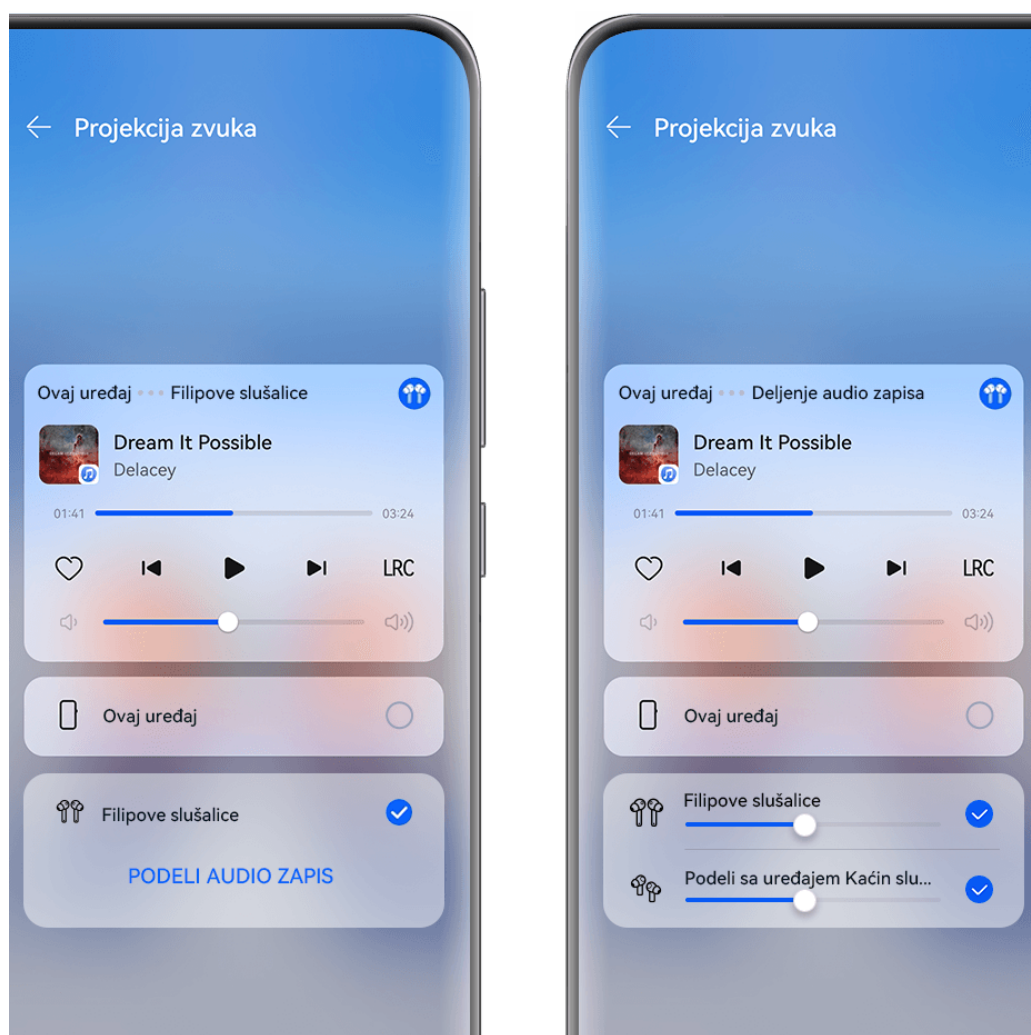 Projekcija zvuka
Ovaj uređaj
Filipove slušalice
Dream It Possible
Delacey
01:41
03:24
LRC
Ovaj uređaj
Filipove slušalice
PODELI AUDIO ZAPIS
Projekcija zvuka
Ovaj uređaj
Deljenje audio zapisa
Dream It Possible
Delacey
01:41
03:24
LRC
Ovaj uređaj
Filipove slušalice
Podeli sa uređajem Kaćin slu...